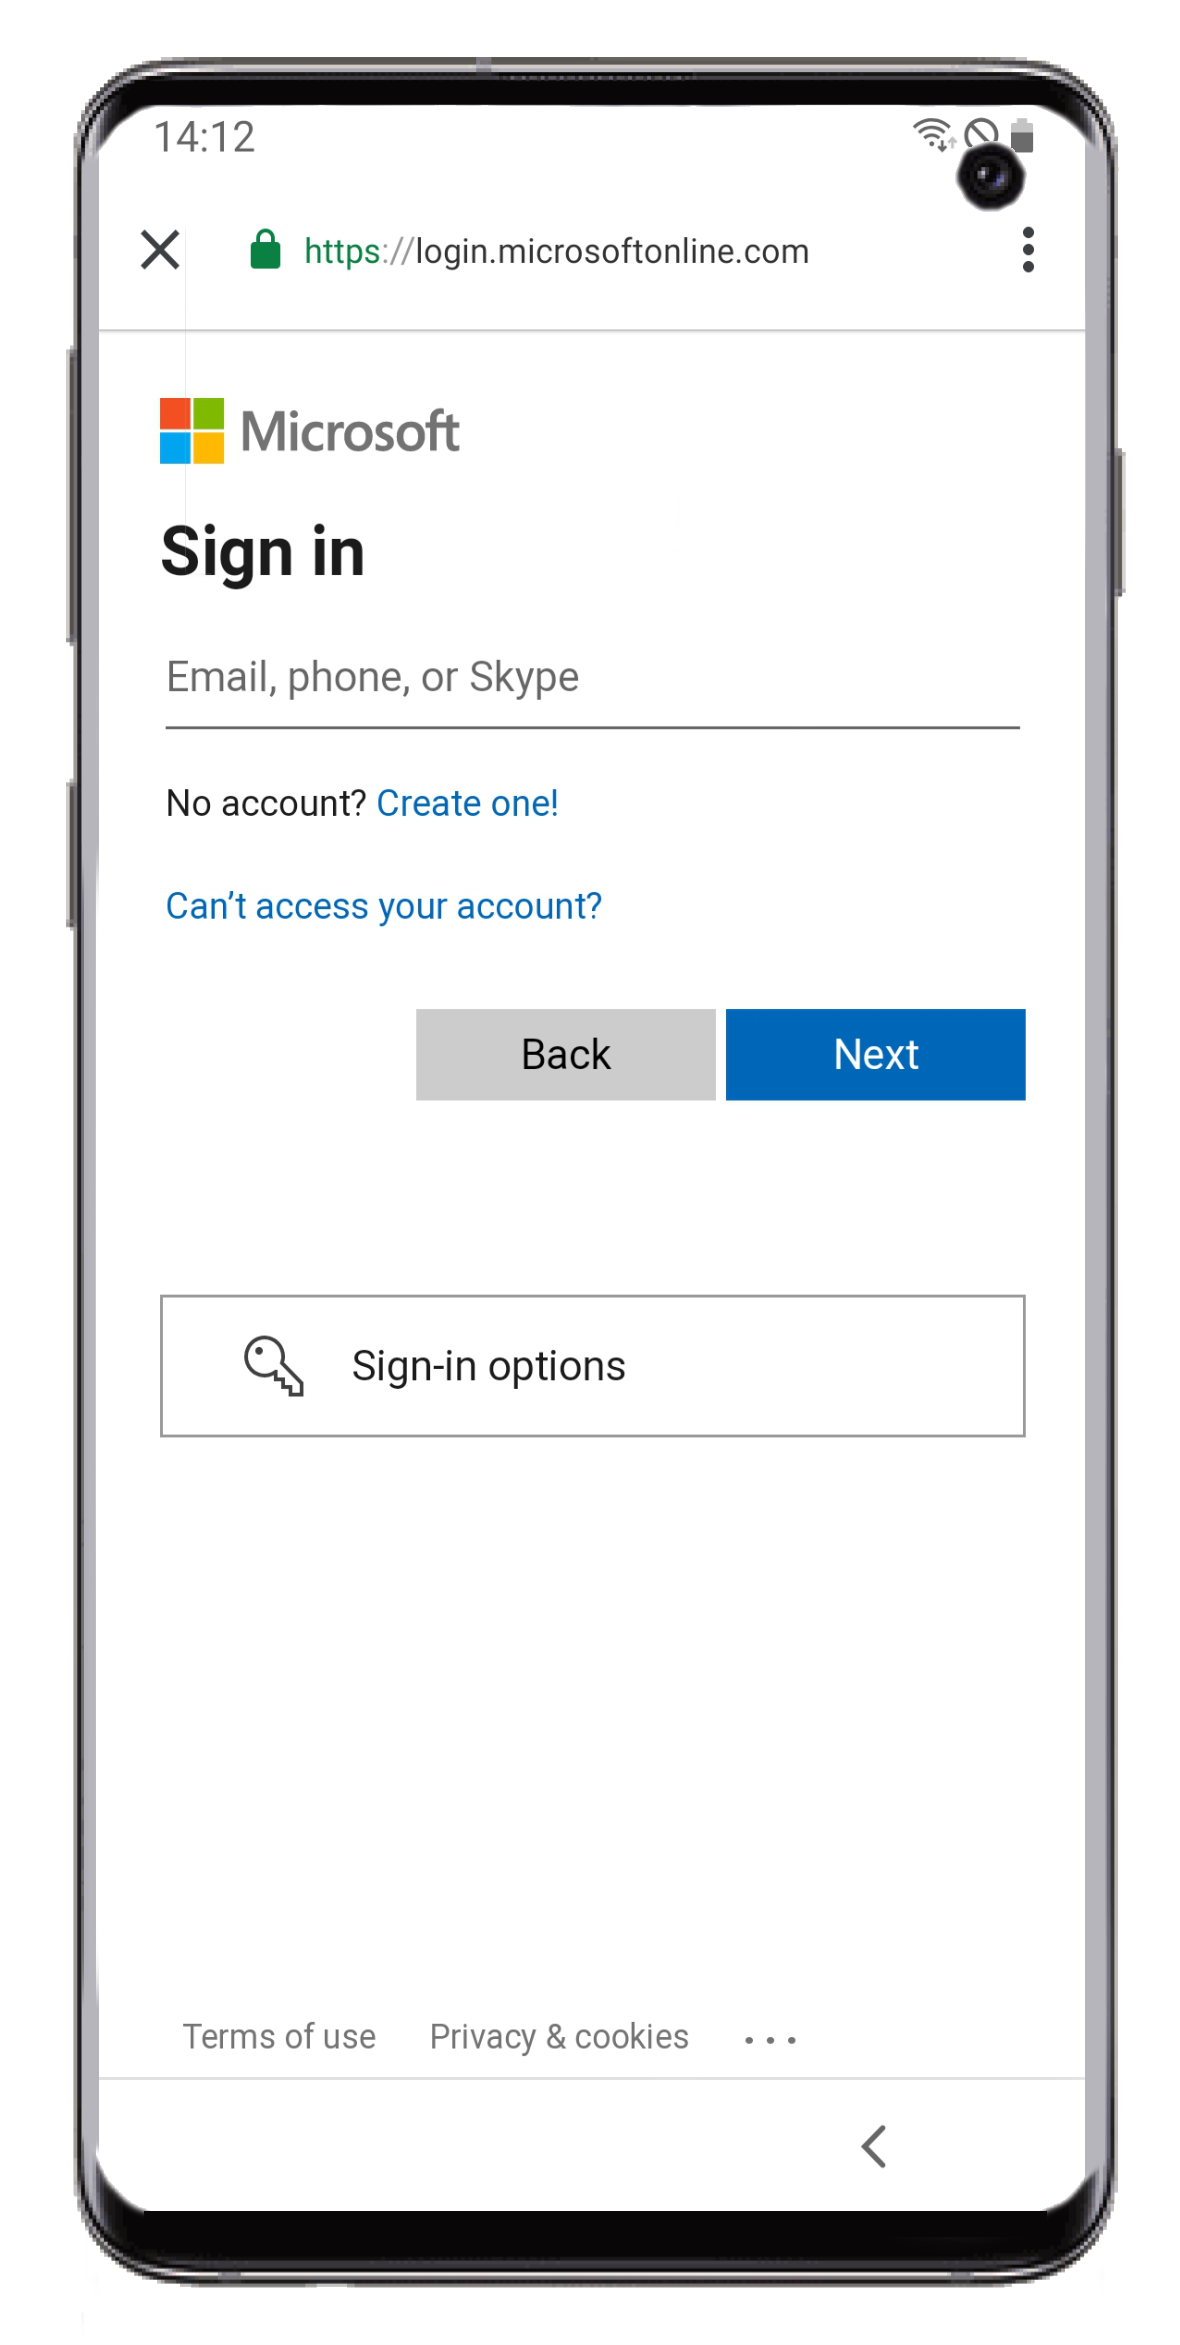 14:12
https://login.microsoftonline.com
Microsoft
Sign in
Email, phone, or Skype
No account? Create one!
Can't access your account?
Back Next
Sign-in options
Terms of use Privacy & cookies ...